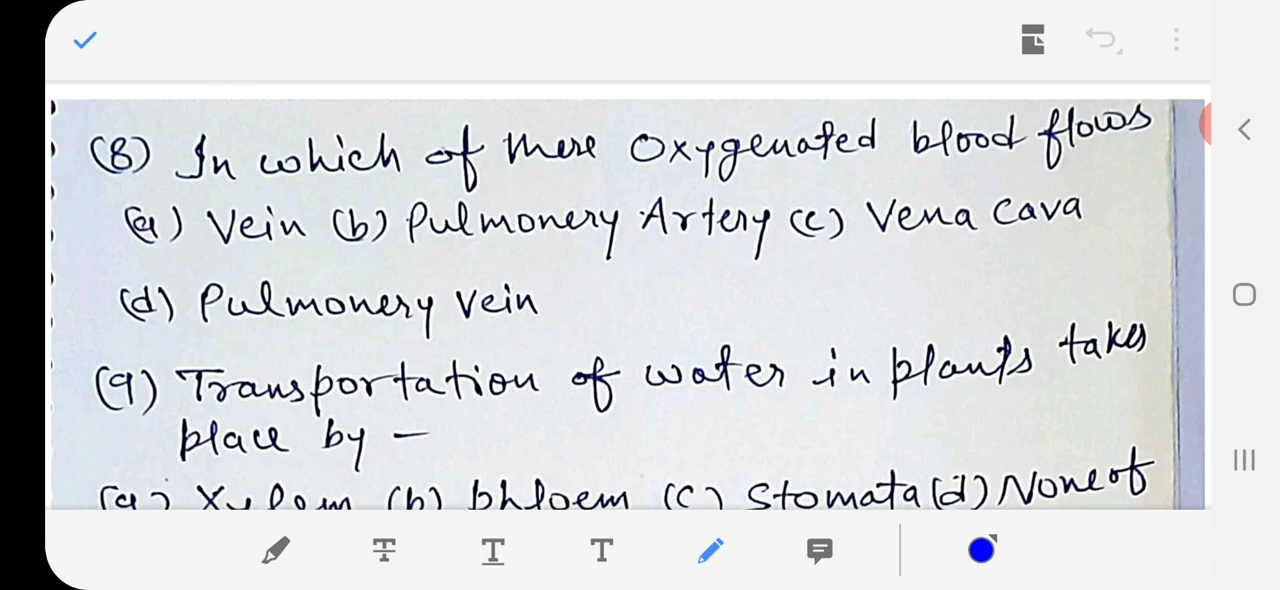 (8) In which of these Oxygenated blood flows
(a) Vein (b) Pulmonery Artery (c) Vena Cava
(d) Pulmonery Vein
(9) Transportation of water in plants takes
place by –
(a) Xylem (b) phloem (c) Stomata (d) None of